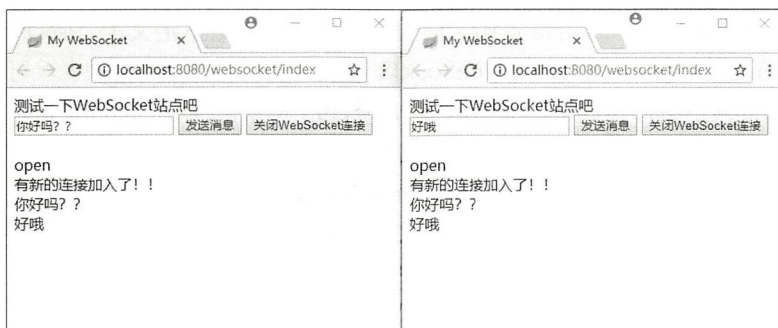 My WebSocket
localhost:8080/websocket/index
测试一下WebSocket站点吧
你好吗？？ 发送消息 关闭WebSocket连接
open
有新的连接加入了！！
你好吗？？
好哦
My WebSocket
localhost:8080/websocket/index
测试一下WebSocket站点吧
好哦 发送消息 关闭WebSocket连接
open
有新的连接加入了！！
你好吗？？
好哦